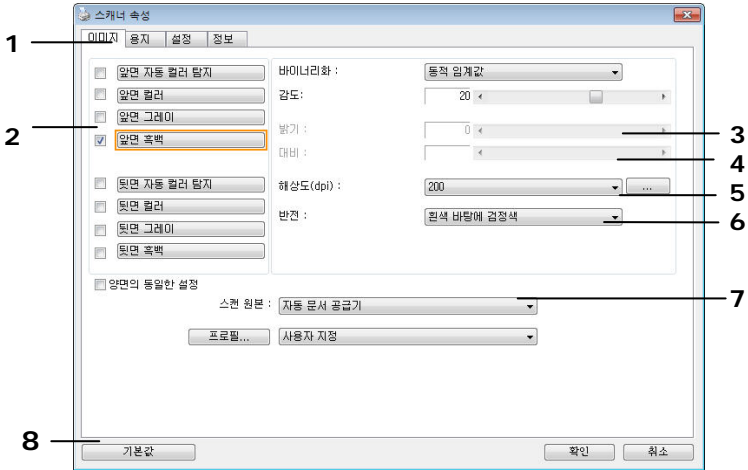 스캐너 속성
1
이미지 용지 설정 정보
앞면 자동 컬러 탐지
바이너리화 :
동적 임계값
앞면 컬러
감도:
20
앞면 그레이
2
앞면 흑백
밝기 :
0
3
대비 :
4
뒷면 자동 컬러 탐지
해상도(dpi) :
200
...
5
뒷면 컬러
반전 :
흰색 바탕에 검정색
6
뒷면 그레이
뒷면 흑백
양면의 동일한 설정
스캔 원본 :
자동 문서 공급기
7
프로필...
사용자 지정
8
기본값
확인
취소